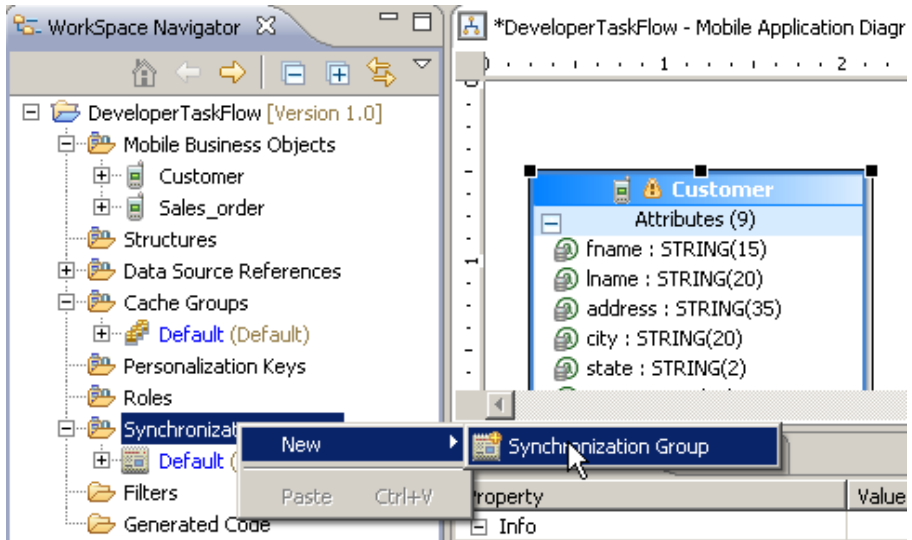 WorkSpace Navigator
DeveloperTaskFlow [Version 1.0]
Mobile Business Objects
Customer
Sales_order
Structures
Data Source References
Cache Groups
Default (Default)
Personalization Keys
Roles
Synchronizat
Default (
Filters
Generated Code
New
Paste Ctrl+V
Synchronization Group
*DeveloperTaskFlow - Mobile Application Diagr
1 2
1
Customer
Attributes (9)
fname : STRING(15)
lname : STRING(20)
address : STRING(35)
city : STRING(20)
state : STRING(2)
Property Value
Info